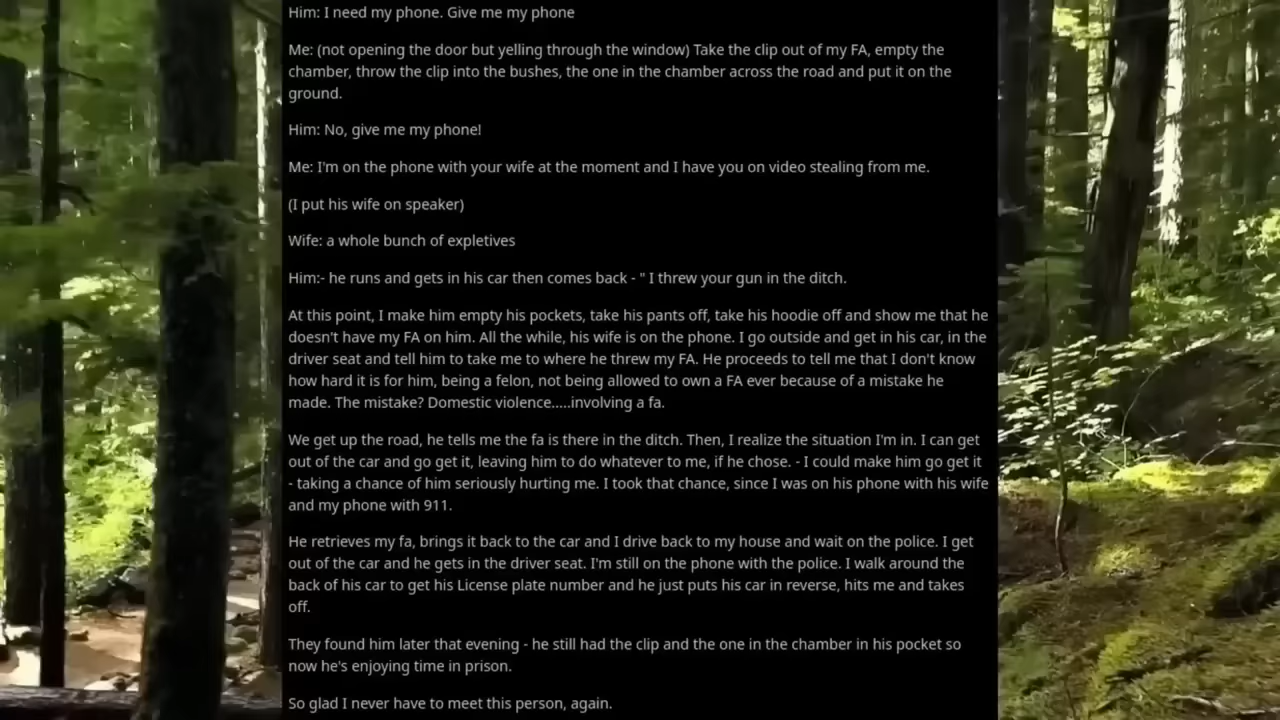 Him: I need my phone. Give me my phone
Me: (not opening the door but yelling through the window) Take the clip out of my FA, empty the
chamber, throw the clip into the bushes, the one in the chamber across the road and put it on the
ground.
Him: No, give me my phone!
Me: I'm on the phone with your wife at the moment and I have you on video stealing from me.
(I put his wife on speaker)
Wife: a whole bunch of expletives
Him:- he runs and gets in his car then comes back - " I threw your gun in the ditch.
At this point, I make him empty his pockets, take his pants off, take his hoodie off and show me that he
doesn't have my FA on him. All the while, his wife is on the phone. I go outside and get in his car, in the
driver seat and tell him to take me to where he threw my FA. He proceeds to tell me that I don't know
how hard it is for him, being a felon, not being allowed to own a FA ever because of a mistake he
made. The mistake? Domestic violence.....involving a fa.
We get up the road, he tells me the fa is there in the ditch. Then, I realize the situation I'm in. I can get
out of the car and go get it, leaving him to do whatever to me, if he chose. - I could make him go get it
- taking a chance of him seriously hurting me. I took that chance, since I was on his phone with his wife
and my phone with 911.
He retrieves my fa, brings it back to the car and I drive back to my house and wait on the police. I get
out of the car and he gets in the driver seat. I'm still on the phone with the police. I walk around the
back of his car to get his License plate number and he just puts his car in reverse, hits me and takes
off.
They found him later that evening - he still had the clip and the one in the chamber in his pocket so
now he's enjoying time in prison.
So glad I never have to meet this person, again.